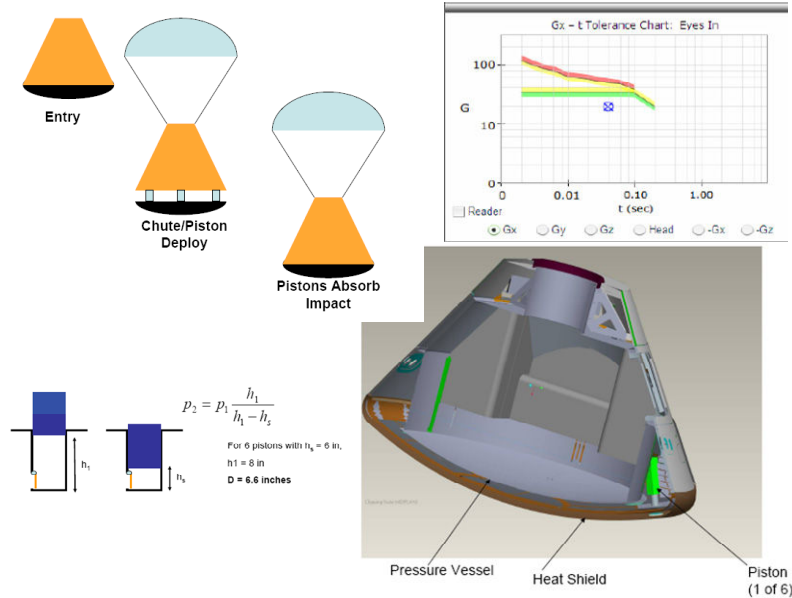 Entry
Chute/Piston
Deploy
Pistons Absorb
Impact
Gx – t Tolerance Chart: Eyes In
100
G
10
0
0
0.01
0.10
1.00
t (sec)
Reader
Gx
Gy
Gz
Head
-Gx
-Gz
p₂ = p₁ h₁ / (h₁ − hₛ)
For 6 pistons with hₛ = 6 in,
h1 = 8 in
D = 6.6 inches
h₁
hₛ
Pressure Vessel
Heat Shield
Piston
(1 of 6)